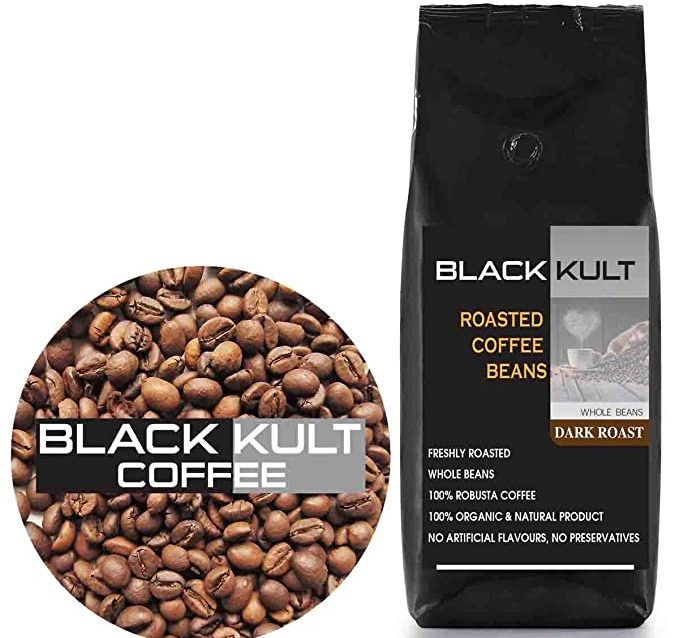 BLACK KULT
COFFEE
BLACK KULT
ROASTED
COFFEE
BEANS
WHOLE BEANS
DARK ROAST
FRESHLY ROASTED
WHOLE BEANS
100% ROBUSTA COFFEE
100% ORGANIC & NATURAL PRODUCT
NO ARTIFICIAL FLAVOURS, NO PRESERVATIVES